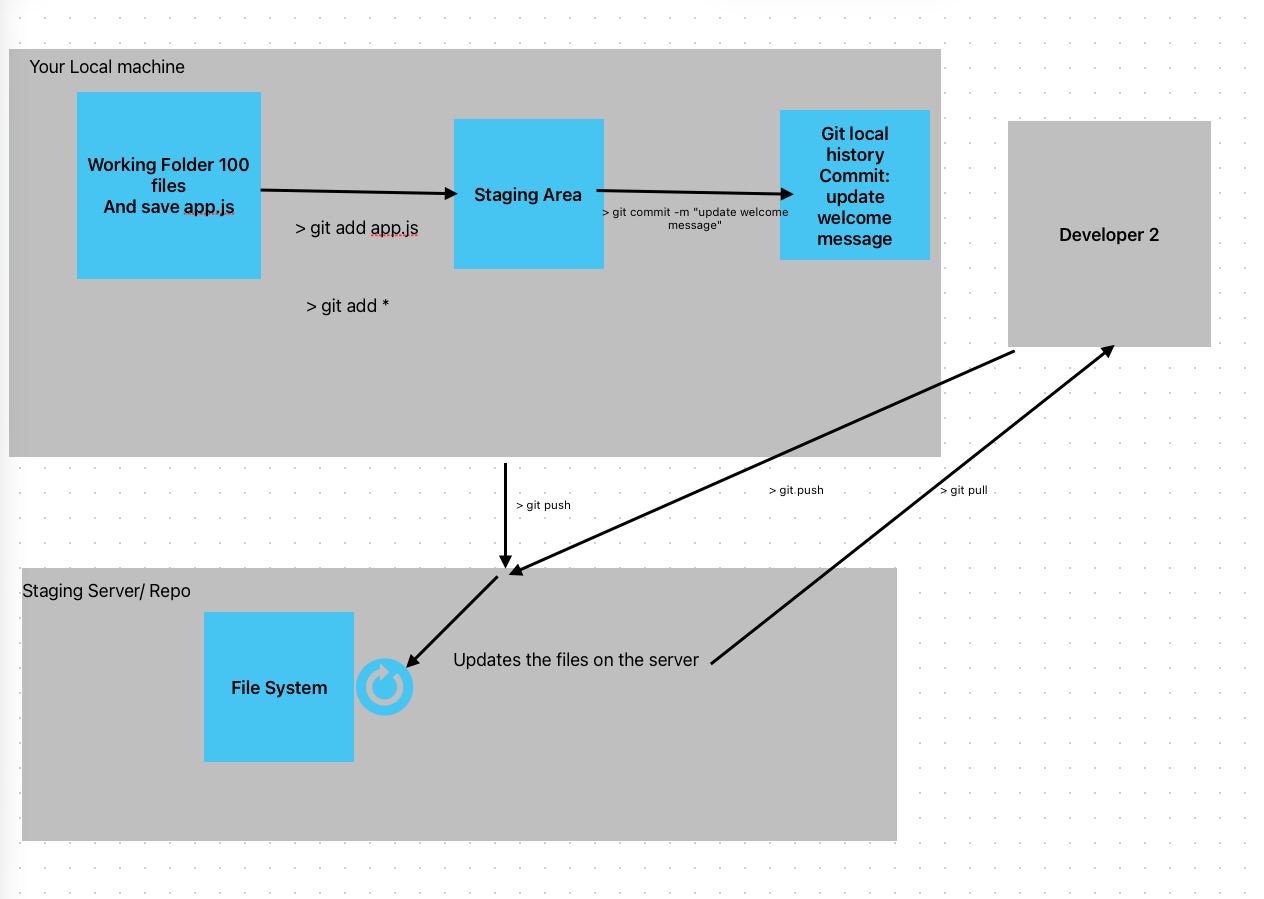 Your Local machine
Working Folder 100
files
And save app.js
> git add app.js
> git add *
Staging Area
> git commit -m "update welcome
message"
Git local
history
Commit:
update
welcome
message
Developer 2
> git push
> git push
> git pull
Staging Server/ Repo
File System
Updates the files on the server